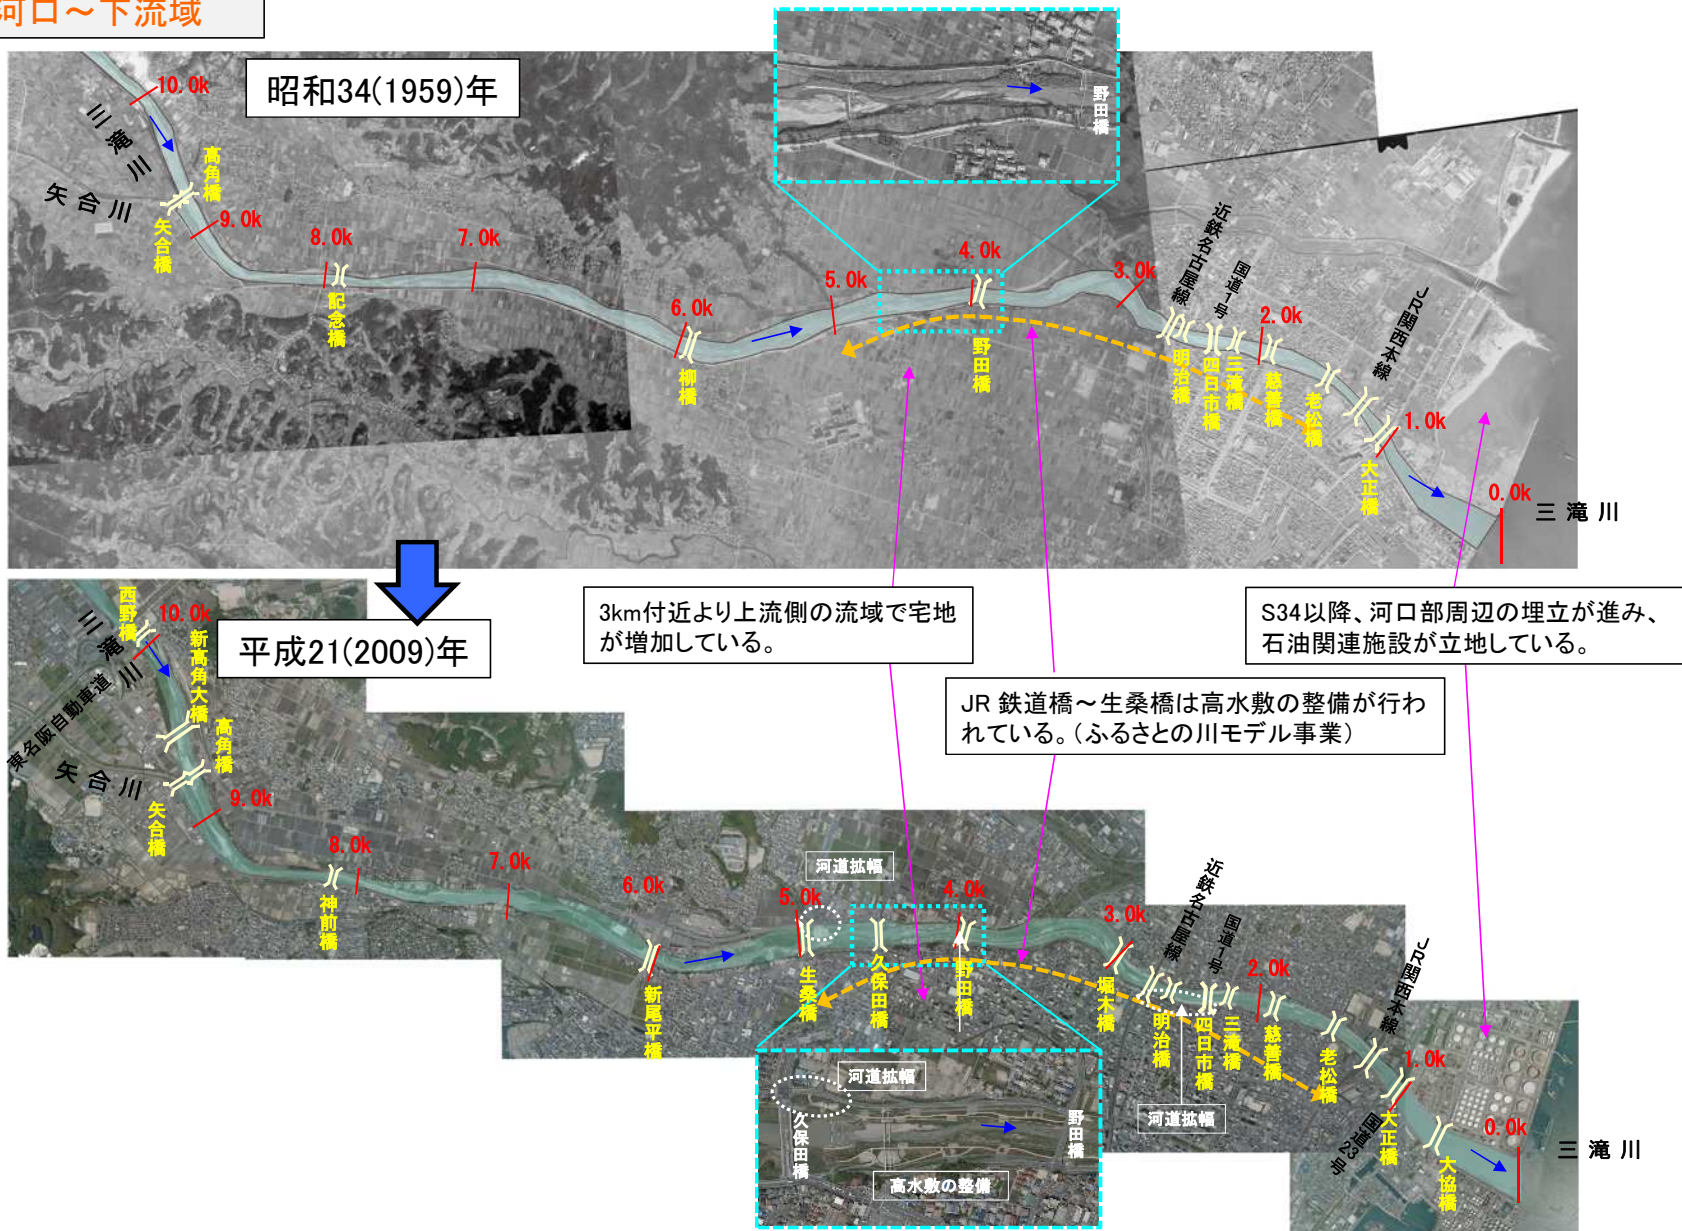 河口～下流域
昭和34(1959)年
野田橋
10.0k
三滝川
高角橋
矢合川
矢合橋
9.0k
8.0k
記念橋
7.0k
6.0k
柳橋
5.0k
4.0k
野田橋
3.0k
近鉄名古屋線
明治橋
国道1号
四日市橋
三滝橋
2.0k
慈善橋
老松橋
JR関西本線
1.0k
大正橋
0.0k
三滝川
3km付近より上流側の流域で宅地
が増加している。
S34以降、河口部周辺の埋立が進み、
石油関連施設が立地している。
JR 鉄道橋～生桑橋は高水敷の整備が行わ
れている。（ふるさとの川モデル事業）
平成21(2009)年
西野橋
10.0k
三滝川
新高角大橋
東名阪自動車道
高角橋
矢合川
矢合橋
9.0k
8.0k
神前橋
7.0k
6.0k
新尾平橋
河道拡幅
5.0k
生桑橋
久保田橋
4.0k
野田橋
3.0k
堀木橋
近鉄名古屋線
明治橋
国道1号
四日市橋
三滝橋
2.0k
慈善橋
老松橋
JR関西本線
1.0k
大正橋
国道23号
大協橋
0.0k
三滝川
河道拡幅
河道拡幅
久保田橋
野田橋
高水敷の整備